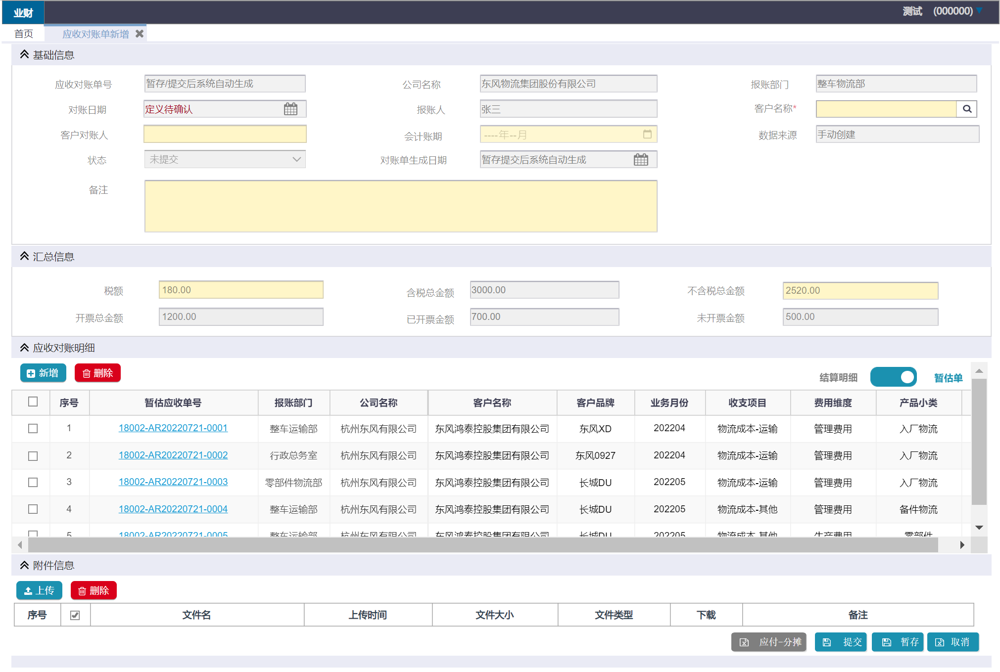 业财
测试 (000000)
首页 应收对账单新增
基础信息
应收对账单号 暂存/提交后系统自动生成 公司名称 东风物流集团股份有限公司 报账部门 整车物流部
对账日期 定义待确认 报账人 张三 客户名称*
客户对账人 会计账期 ----年--月 数据来源 手动创建
状态 未提交 对账单生成日期 暂存提交后系统自动生成
备注
汇总信息
税额 180.00 含税总金额 3000.00 不含税总金额 2520.00
开票总金额 1200.00 已开票金额 700.00 未开票金额 500.00
应收对账明细
新增 删除 结算明细 暂估单
序号 暂估应收单号 报账部门 公司名称 客户名称 客户品牌 业务月份 收支项目 费用维度 产品小类
1 18002-AR20220721-0001 整车运输部 杭州东风有限公司 东风鸿泰控股集团有限公司 东风XD 202204 物流成本-运输 管理费用 入厂物流
2 18002-AR20220721-0002 行政总务室 杭州东风有限公司 东风鸿泰控股集团有限公司 东风0927 202204 物流成本-运输 管理费用 入厂物流
3 18002-AR20220721-0003 零部件物流部 杭州东风有限公司 东风鸿泰控股集团有限公司 长城DU 202205 物流成本-运输 管理费用 入厂物流
4 18002-AR20220721-0004 整车运输部 杭州东风有限公司 东风鸿泰控股集团有限公司 长城DU 202205 物流成本-其他 管理费用 备件物流
5 18002-AR20220721-0005 整车运输部 杭州东风有限公司 东风鸿泰控股集团有限公司 长城DU 202205 物流成本-其他 生产费用 零部件
附件信息
上传 删除
序号 文件名 上传时间 文件大小 文件类型 下载 备注
应付-分摊 提交 暂存 取消